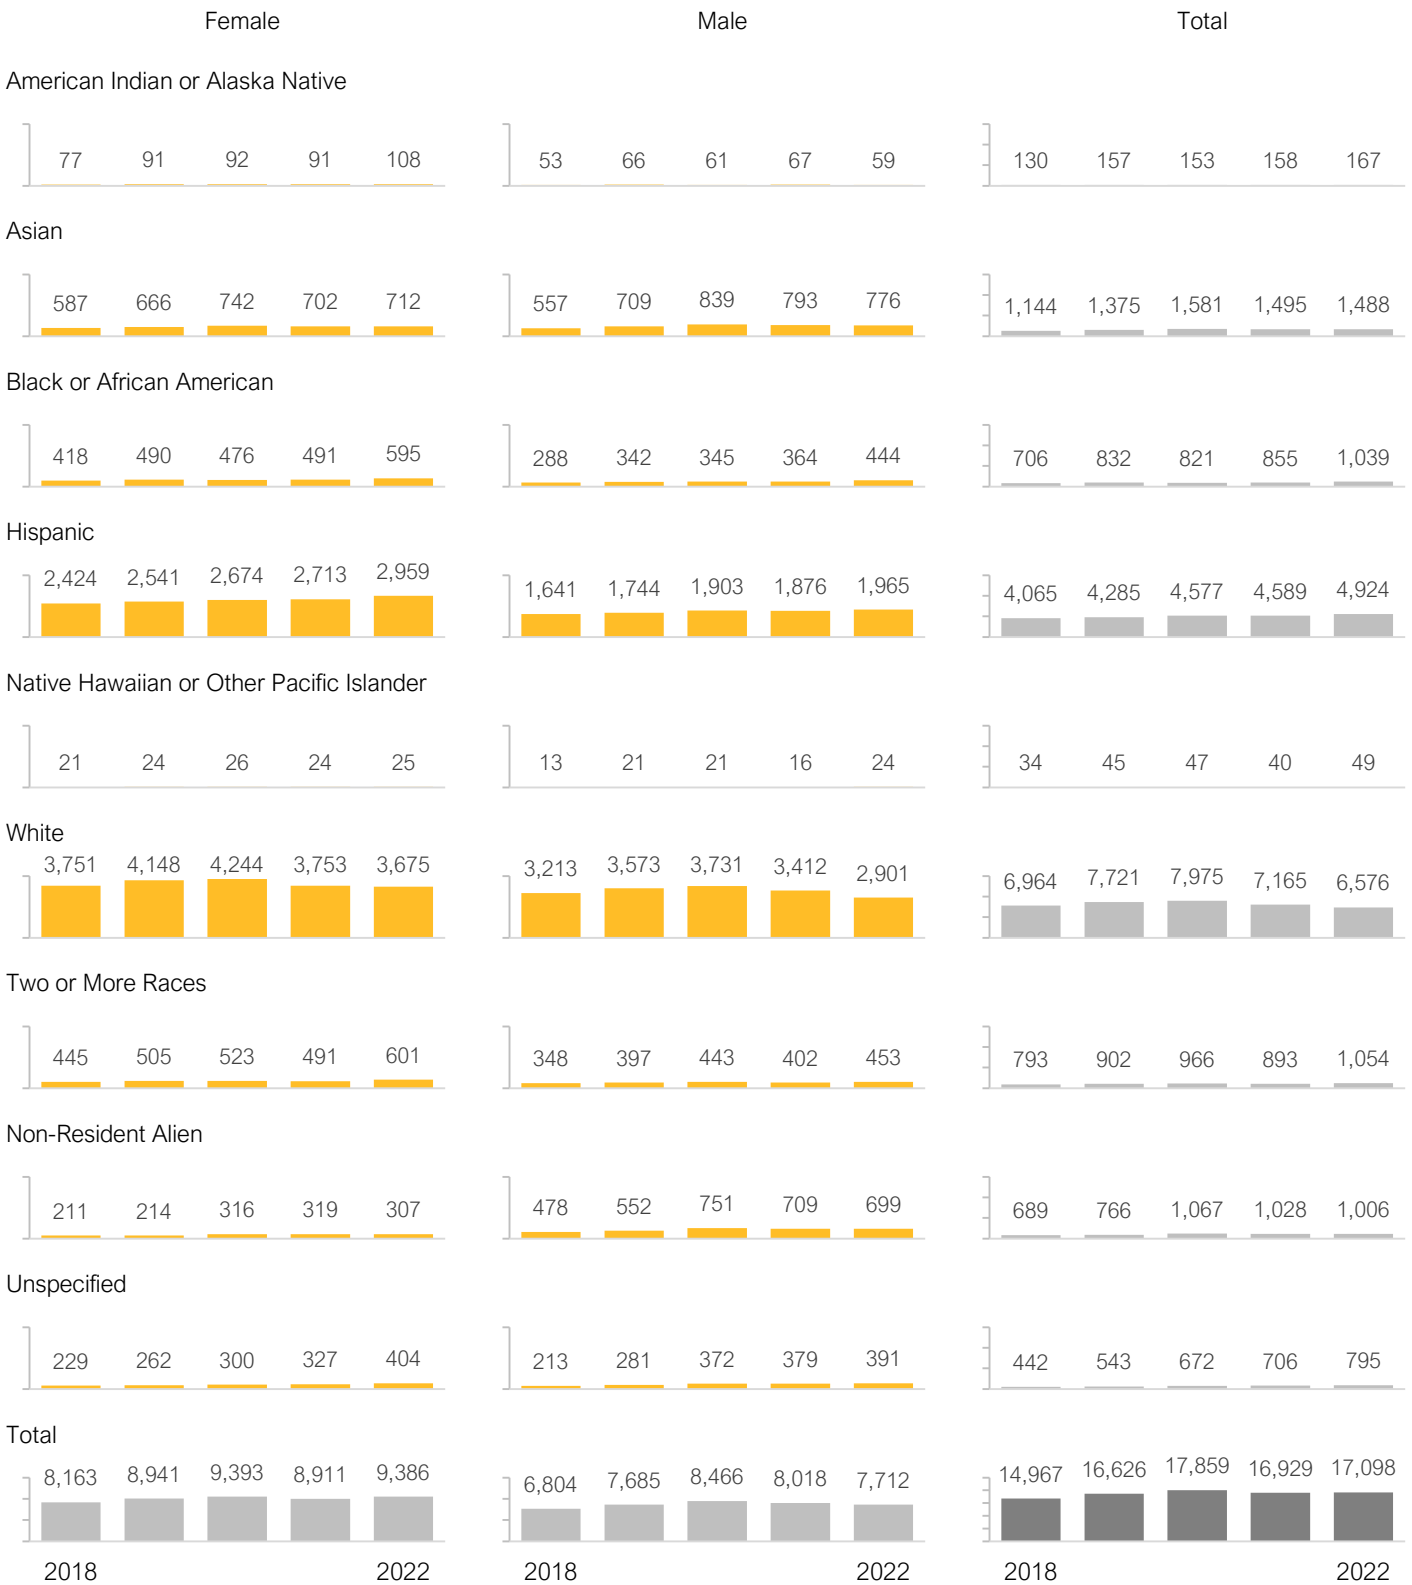 Female Male Total
American Indian or Alaska Native
77 91 92 91 108 53 66 61 67 59 130 157 153 158 167
Asian
587 666 742 702 712 557 709 839 793 776 1,144 1,375 1,581 1,495 1,488
Black or African American
418 490 476 491 595 288 342 345 364 444 706 832 821 855 1,039
Hispanic
2,424 2,541 2,674 2,713 2,959 1,641 1,744 1,903 1,876 1,965 4,065 4,285 4,577 4,589 4,924
Native Hawaiian or Other Pacific Islander
21 24 26 24 25 13 21 21 16 24 34 45 47 40 49
White
3,751 4,148 4,244 3,753 3,675 3,213 3,573 3,731 3,412 2,901 6,964 7,721 7,975 7,165 6,576
Two or More Races
445 505 523 491 601 348 397 443 402 453 793 902 966 893 1,054
Non-Resident Alien
211 214 316 319 307 478 552 751 709 699 689 766 1,067 1,028 1,006
Unspecified
229 262 300 327 404 213 281 372 379 391 442 543 672 706 795
Total
8,163 8,941 9,393 8,911 9,386 6,804 7,685 8,466 8,018 7,712 14,967 16,626 17,859 16,929 17,098
2018 2022 2018 2022 2018 2022